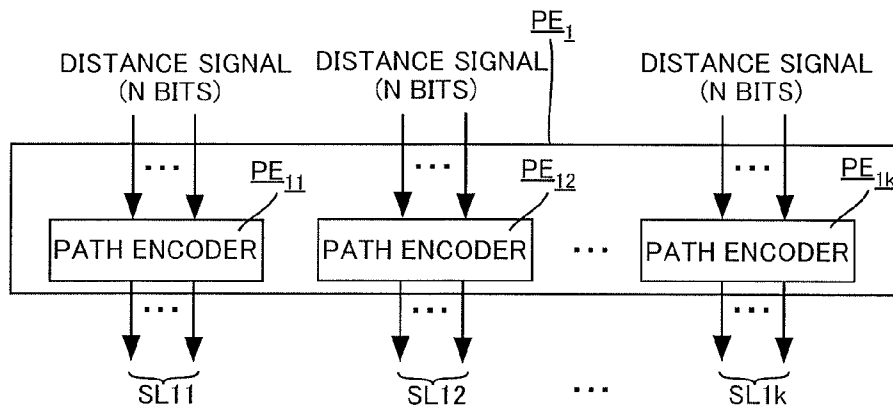 PE1
DISTANCE SIGNAL
(N BITS)
DISTANCE SIGNAL
(N BITS)
DISTANCE SIGNAL
(N BITS)
...
...
...
PE11
PE12
PE1k
PATH ENCODER
PATH ENCODER
...
PATH ENCODER
...
...
...
SL11
SL12
...
SL1k